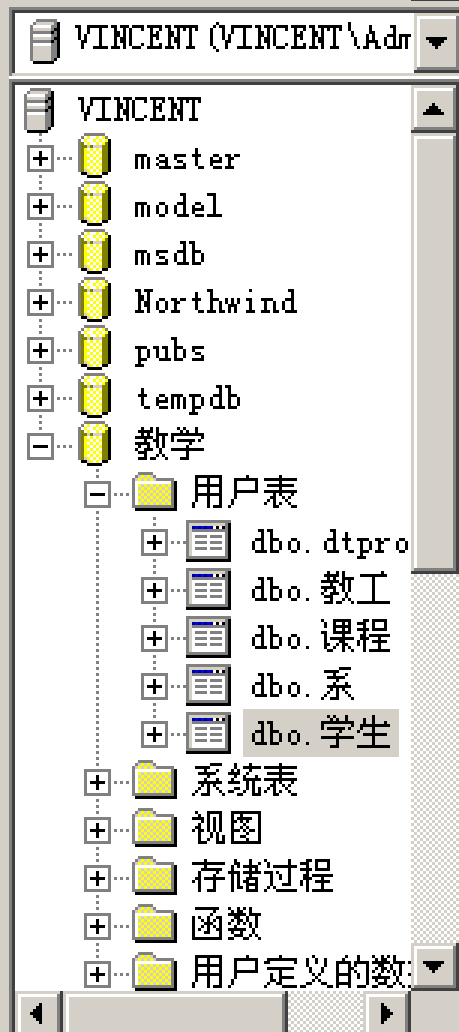 VINCENT (VINCENT\Adm
VINCENT
master
model
msdb
Northwind
pubs
tempdb
教学
用户表
dbo.dtpro
dbo.教工
dbo.课程
dbo.系
dbo.学生
系统表
视图
存储过程
函数
用户定义的数